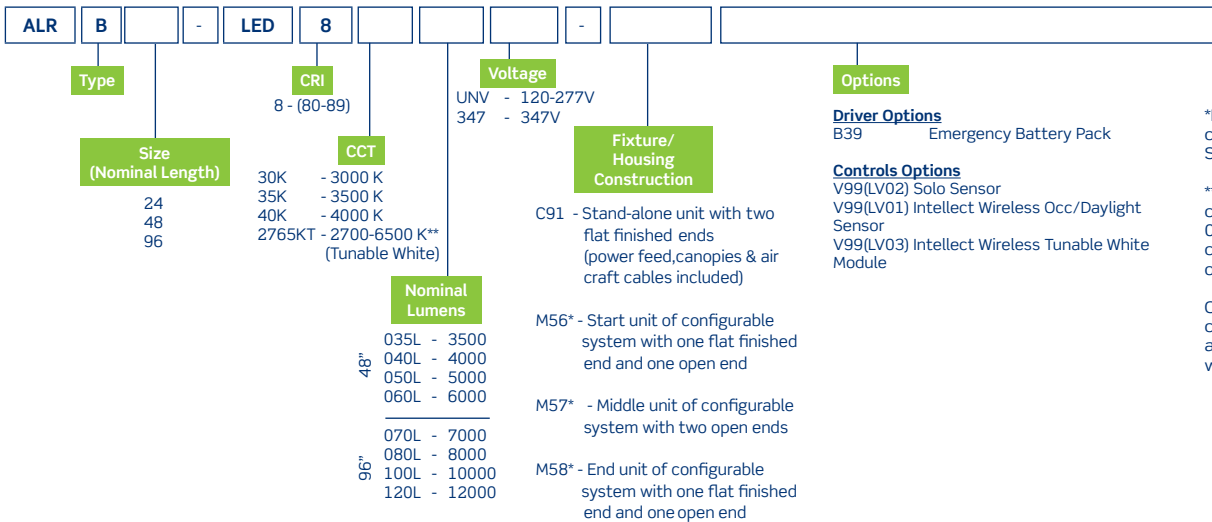 ALR B - LED 8 -
Type
Size
(Nominal Length)
24
48
96
CRI
8 - (80-89)
CCT
30K - 3000 K
35K - 3500 K
40K - 4000 K
2765KT - 2700-6500 K**
(Tunable White)
Nominal
Lumens
48"
035L - 3500
040L - 4000
050L - 5000
060L - 6000
96"
070L - 7000
080L - 8000
100L - 10000
120L - 12000
Voltage
UNV - 120-277V
347 - 347V
Fixture/
Housing
Construction
C91 - Stand-alone unit with two
flat finished ends
(power feed,canopies & air
craft cables included)
M56* - Start unit of configurable
system with one flat finished
end and one open end
M57* - Middle unit of configurable
system with two open ends
M58* - End unit of configurable
system with one flat finished
end and one open end
Options
Driver Options
B39 Emergency Battery Pack
Controls Options
V99(LV02) Solo Sensor
V99(LV01) Intellect Wireless Occ/Daylight
Sensor
V99(LV03) Intellect Wireless Tunable White
Module